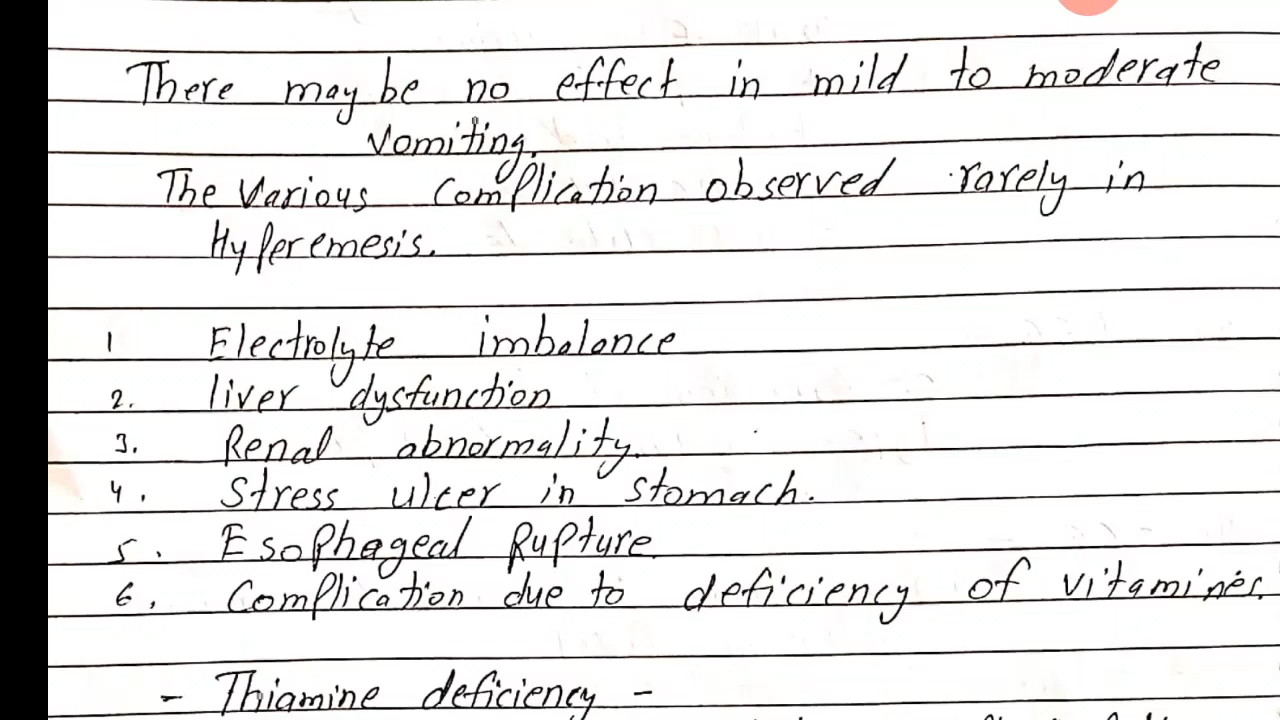 There may be no effect in mild to moderate
vomiting.
The Various Complication observed rarely in
Hyperemesis.
1 Electrolyte imbalance
2. liver dysfunction
3. Renal abnormality.
4. Stress ulcer in stomach.
5. Esophageal Rupture.
6. Complication due to deficiency of vitamines.
- Thiamine deficiency -